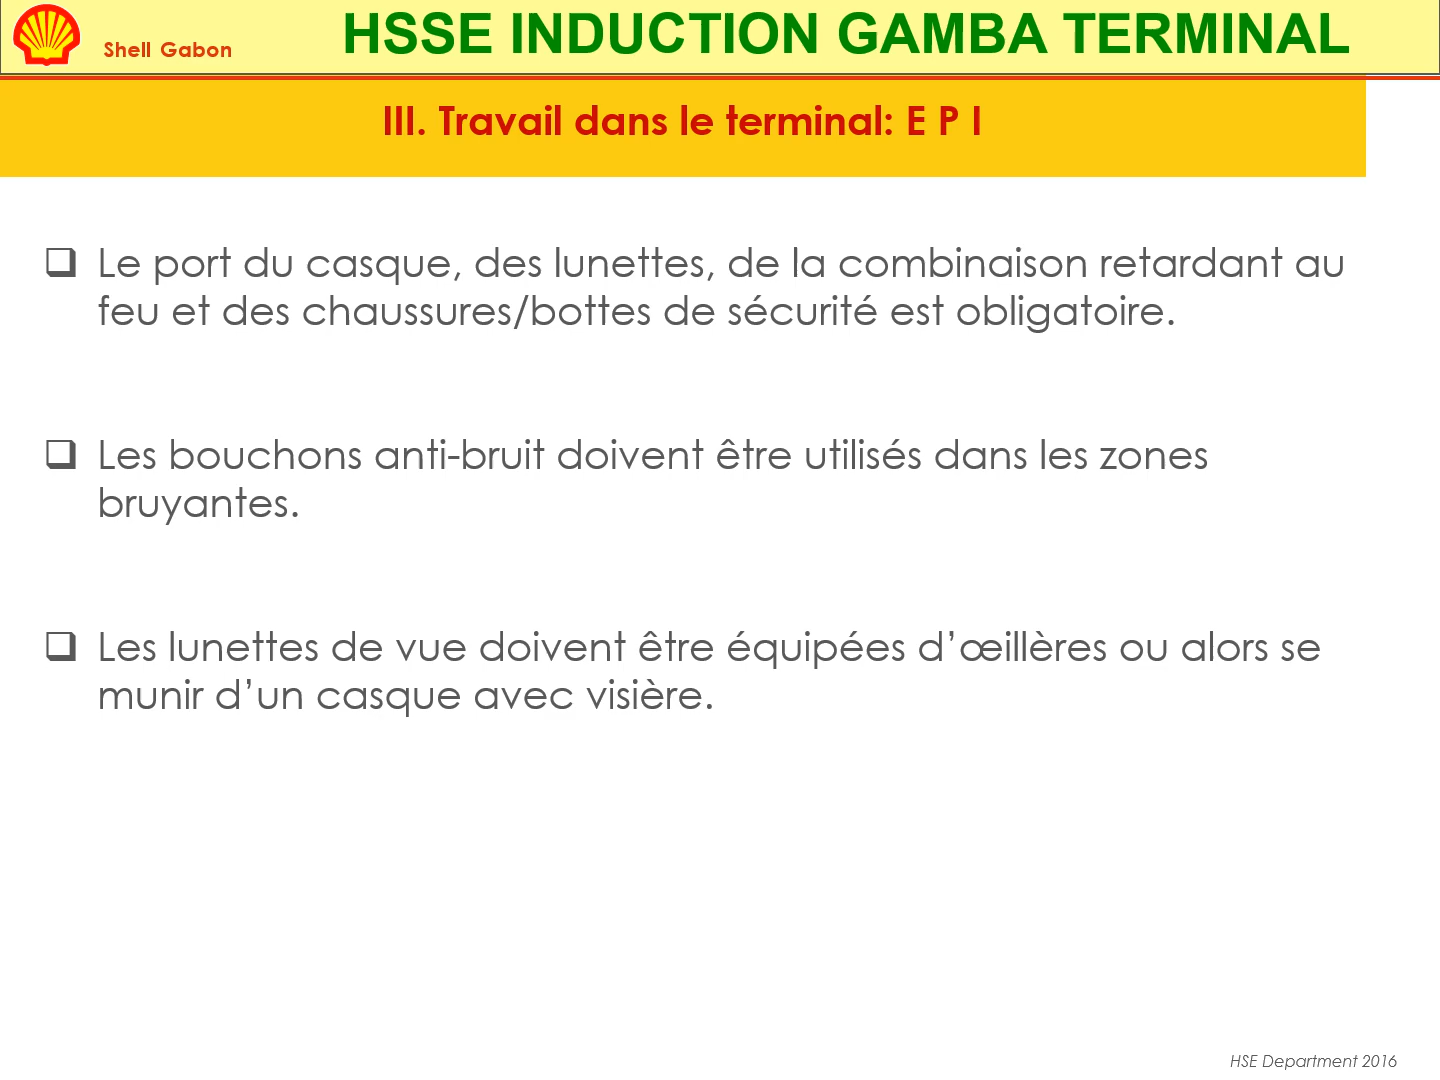 Shell Gabon
HSSE INDUCTION GAMBA TERMINAL
III. Travail dans le terminal: E P I
Le port du casque, des lunettes, de la combinaison retardant au
feu et des chaussures/bottes de sécurité est obligatoire.
Les bouchons anti-bruit doivent être utilisés dans les zones
bruyantes.
Les lunettes de vue doivent être équipées d’œillères ou alors se
munir d’un casque avec visière.
HSE Department 2016